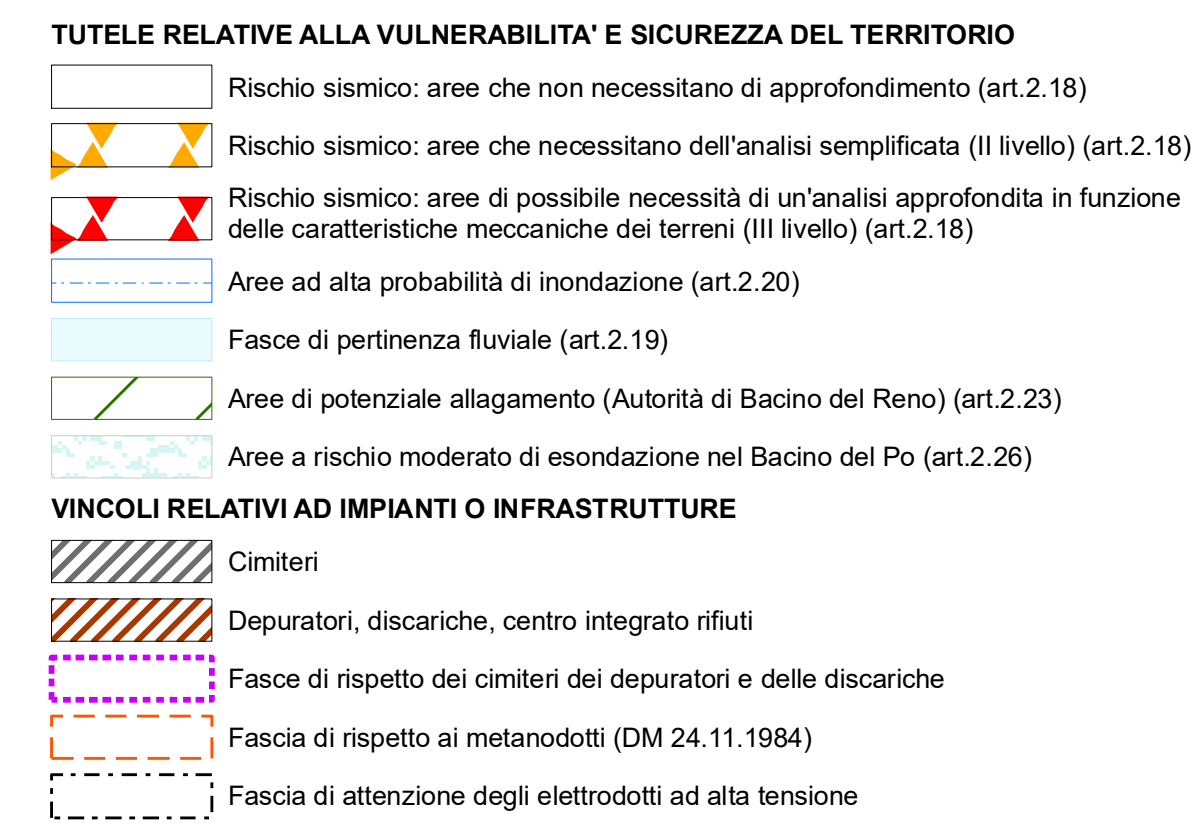 TUTELE RELATIVE ALLA VULNERABILITA' E SICUREZZA DEL TERRITORIO
Rischio sismico: aree che non necessitano di approfondimento (art.2.18)
Rischio sismico: aree che necessitano dell'analisi semplificata (II livello) (art.2.18)
Rischio sismico: aree di possibile necessità di un'analisi approfondita in funzione
delle caratteristiche meccaniche dei terreni (III livello) (art.2.18)
Aree ad alta probabilità di inondazione (art.2.20)
Fasce di pertinenza fluviale (art.2.19)
Aree di potenziale allagamento (Autorità di Bacino del Reno) (art.2.23)
Aree a rischio moderato di esondazione nel Bacino del Po (art.2.26)
VINCOLI RELATIVI AD IMPIANTI O INFRASTRUTTURE
Cimiteri
Depuratori, discariche, centro integrato rifiuti
Fasce di rispetto dei cimiteri dei depuratori e delle discariche
Fascia di rispetto ai metanodotti (DM 24.11.1984)
Fascia di attenzione degli elettrodotti ad alta tensione